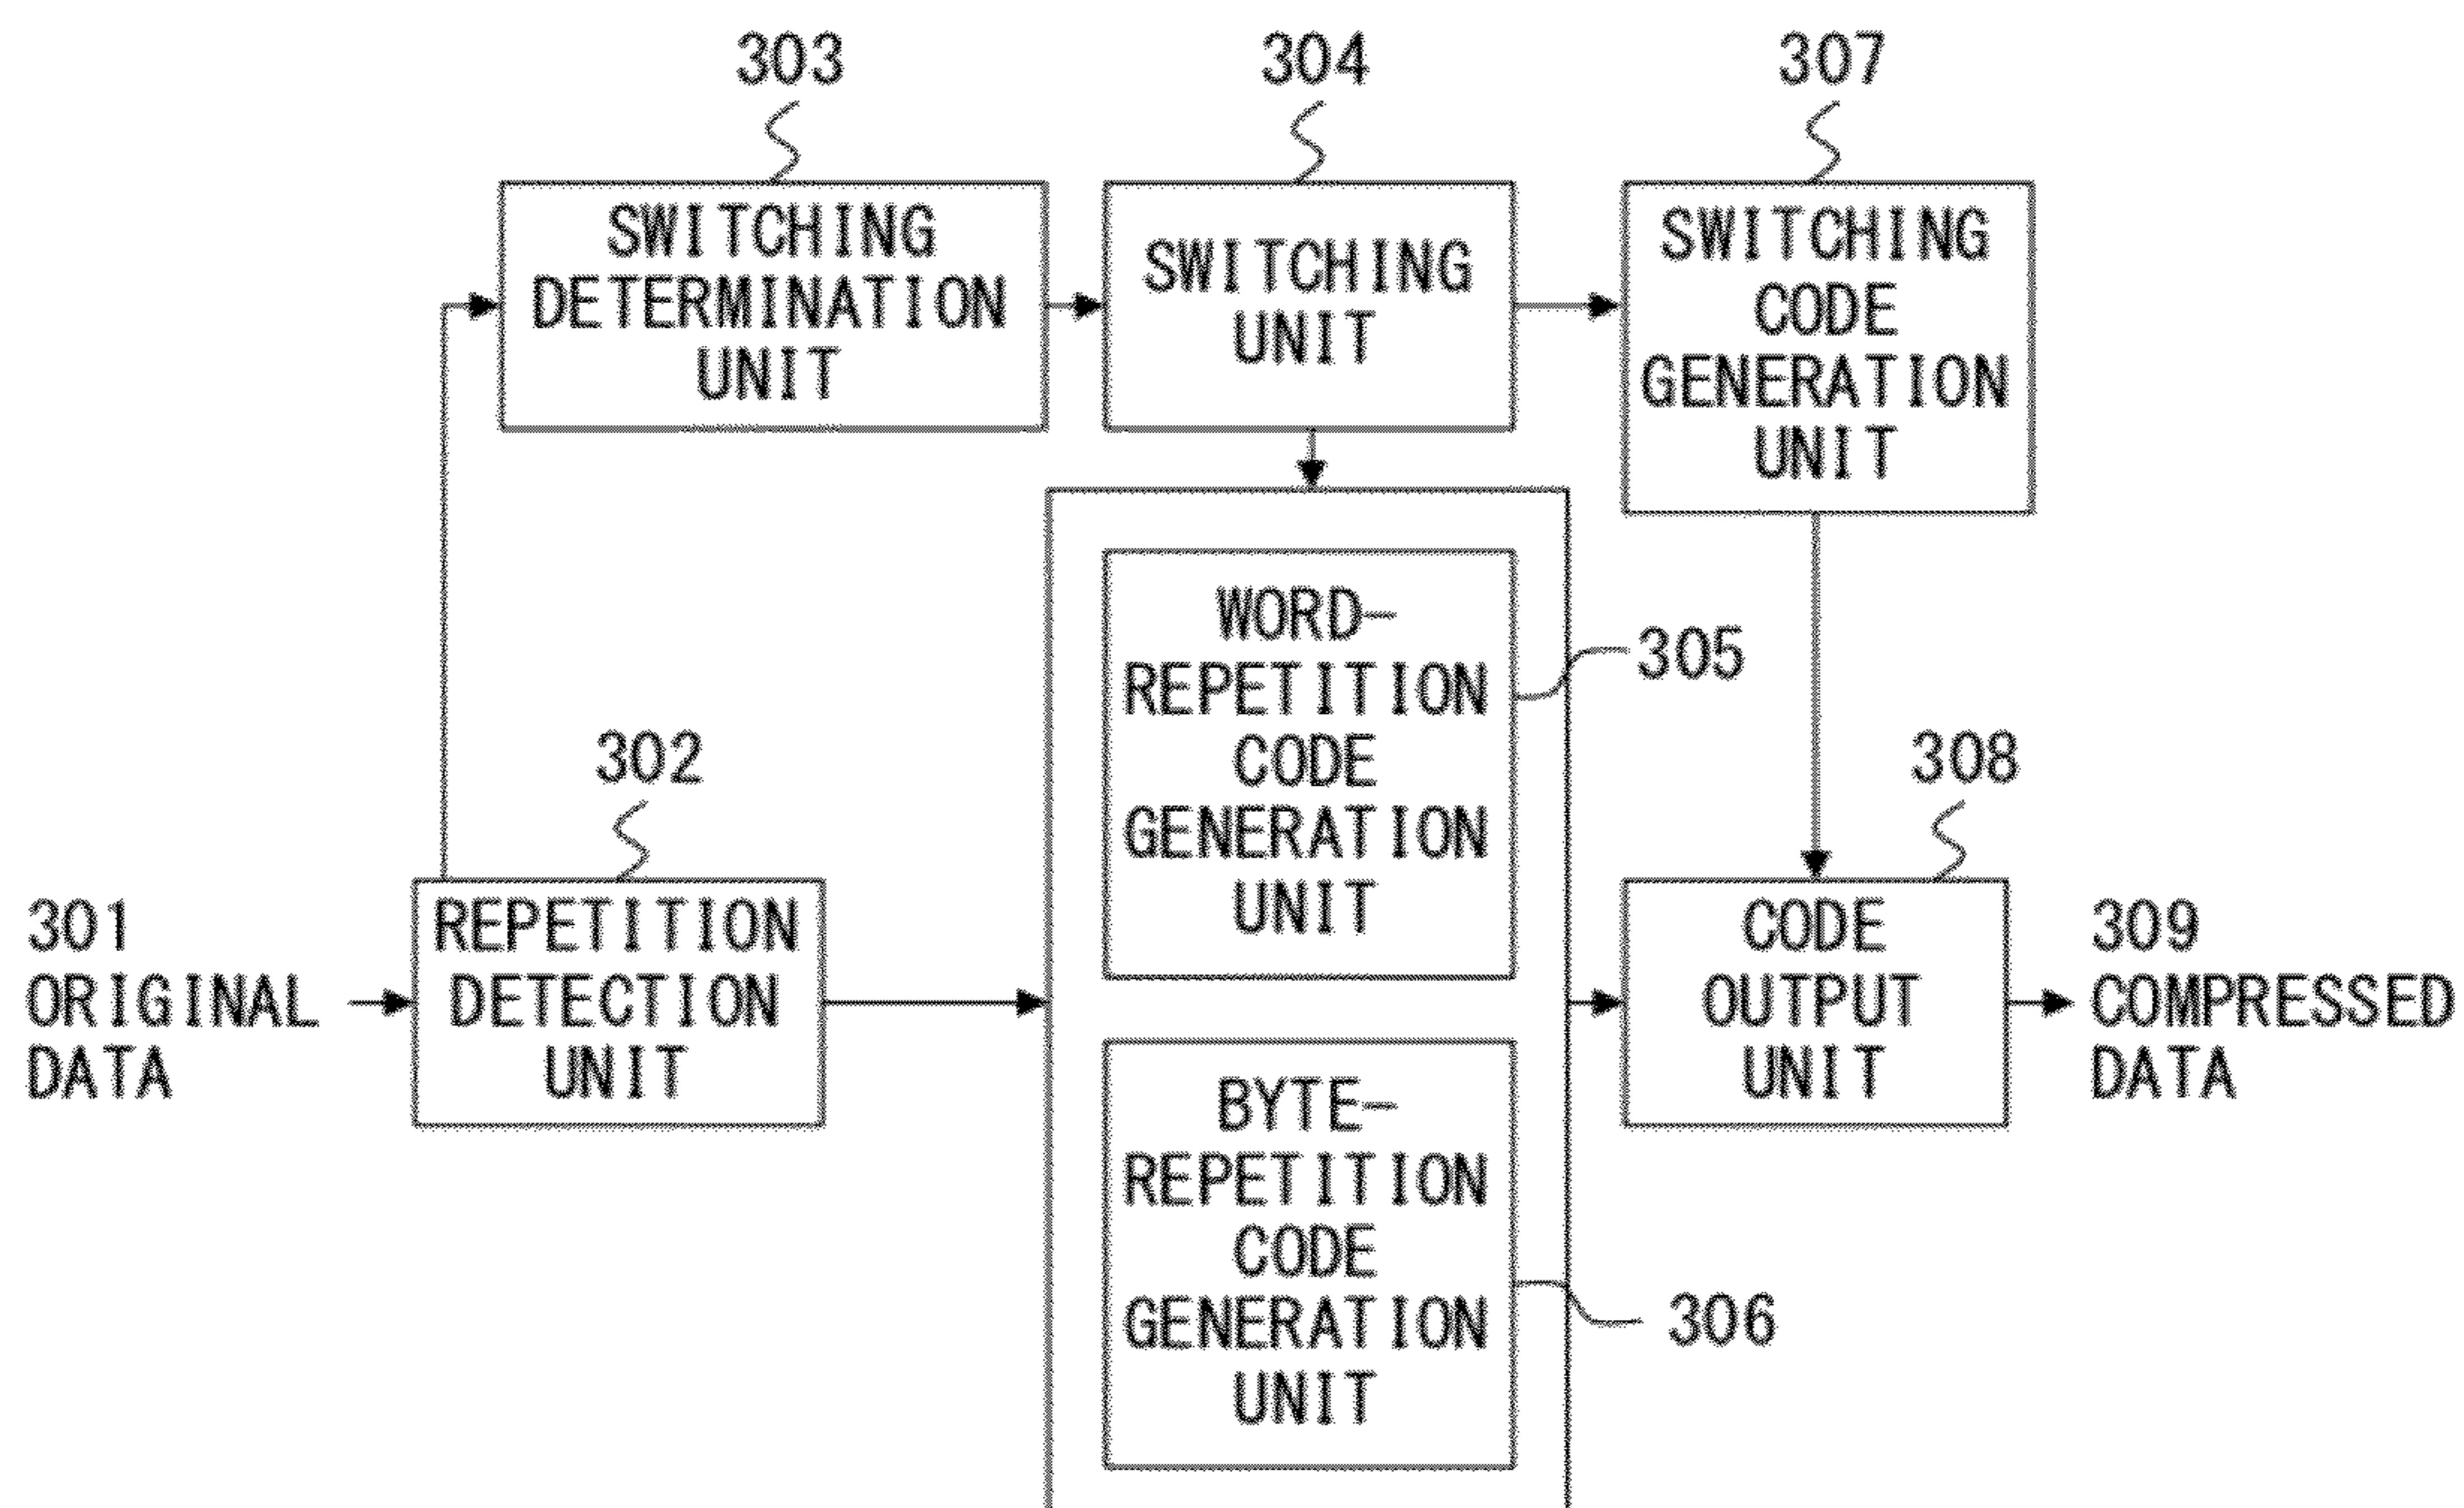 303
SWITCHING
DETERMINATION
UNIT
304
SWITCHING
UNIT
307
SWITCHING
CODE
GENERATION
UNIT
302
REPETITION
DETECTION
UNIT
301
ORIGINAL
DATA
WORD-
REPETITION
CODE
GENERATION
UNIT
305
BYTE-
REPETITION
CODE
GENERATION
UNIT
306
308
CODE
OUTPUT
UNIT
309
COMPRESSED
DATA